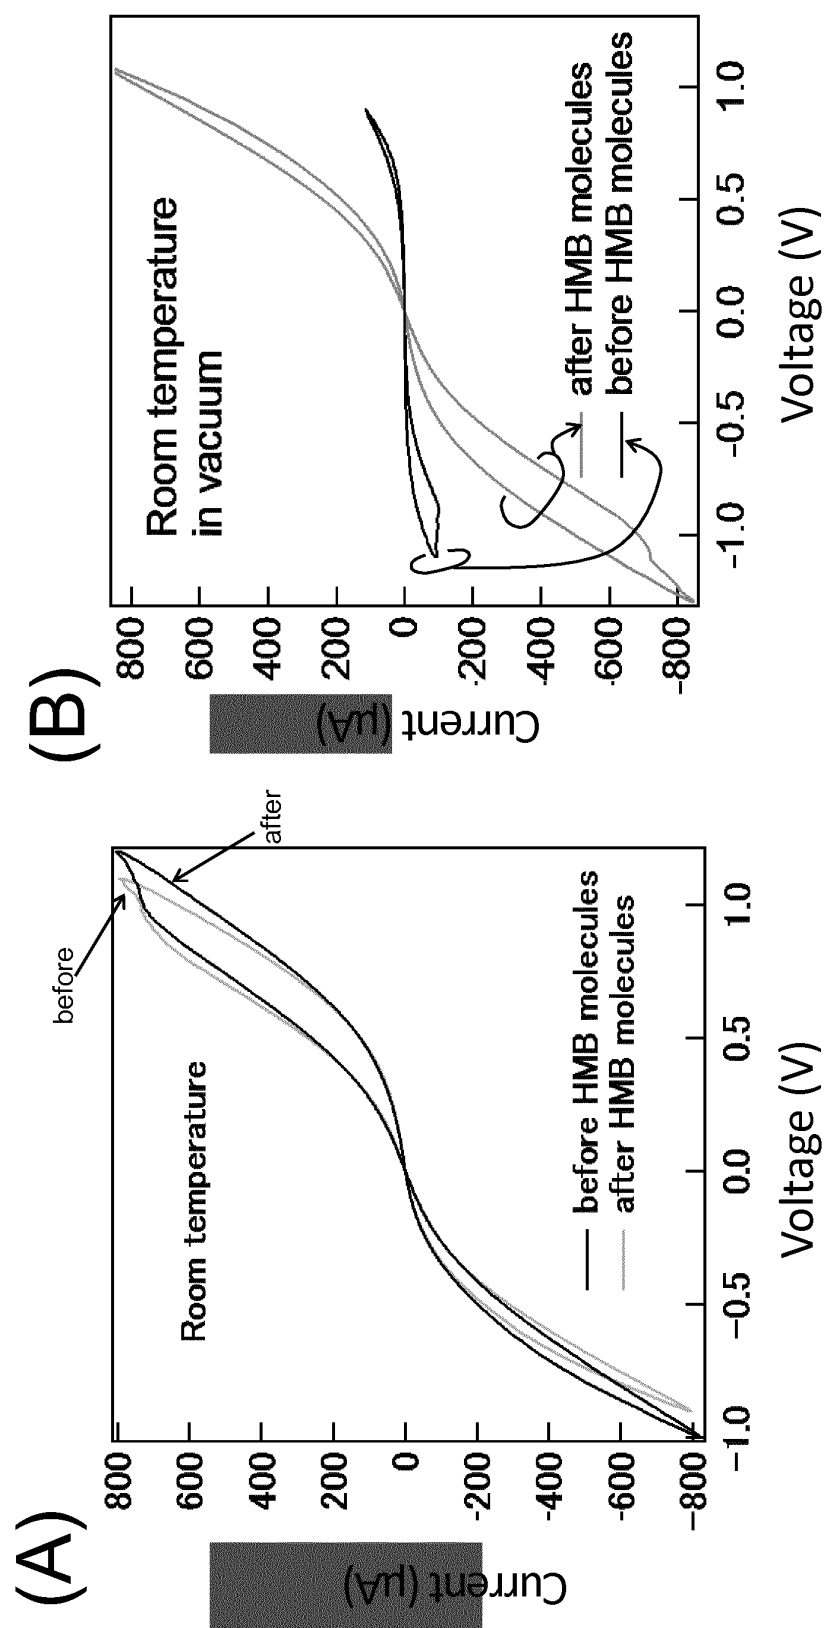 (A)
Current (µA)
800
600
400
200
0
-200
-400
-600
-800
before
after
Room temperature
before HMB molecules
after HMB molecules
-1.0
-0.5
0.0
0.5
1.0
Voltage (V)
(B)
Current (µA)
800
600
400
200
0
-200
-400
-600
-800
Room temperature
in vacuum
after HMB molecules
before HMB molecules
-1.0
-0.5
0.0
0.5
1.0
Voltage (V)